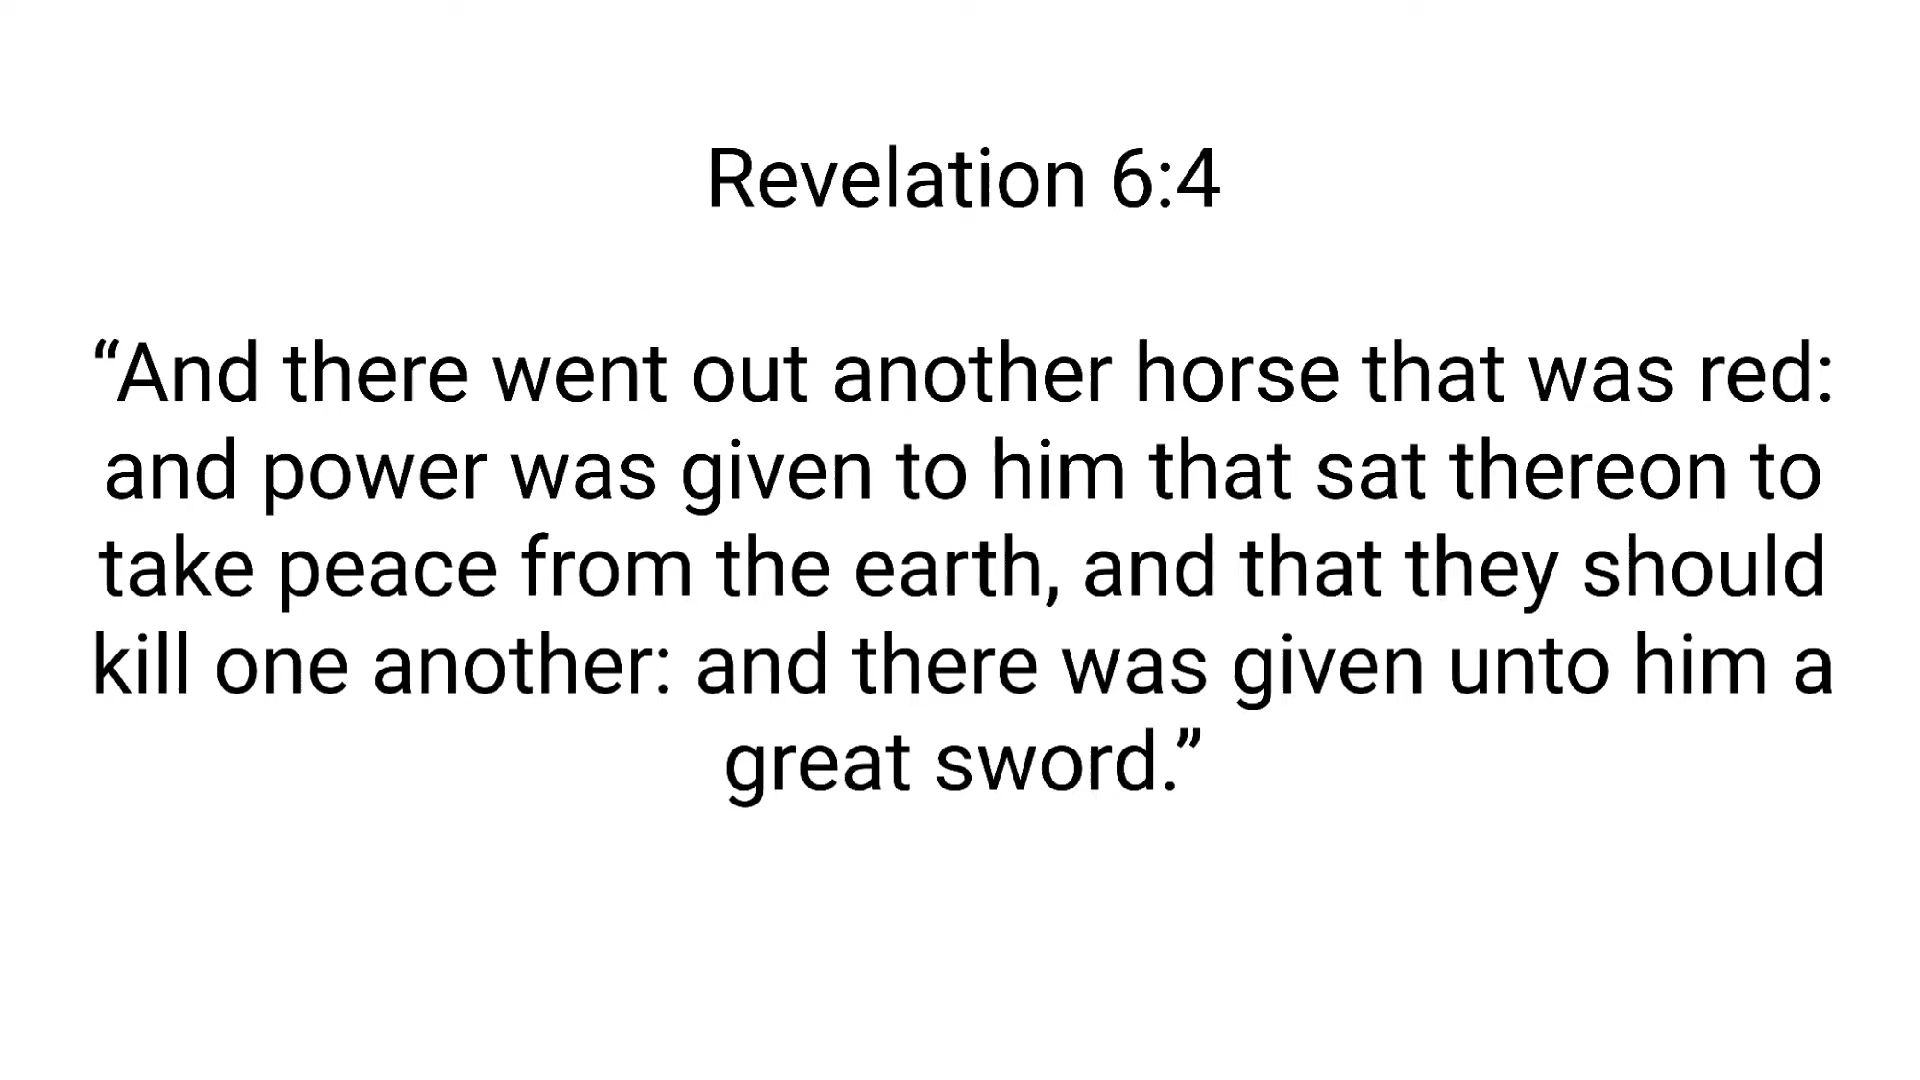 Revelation 6:4
“And there went out another horse that was red:
and power was given to him that sat thereon to
take peace from the earth, and that they should
kill one another: and there was given unto him a
great sword.”